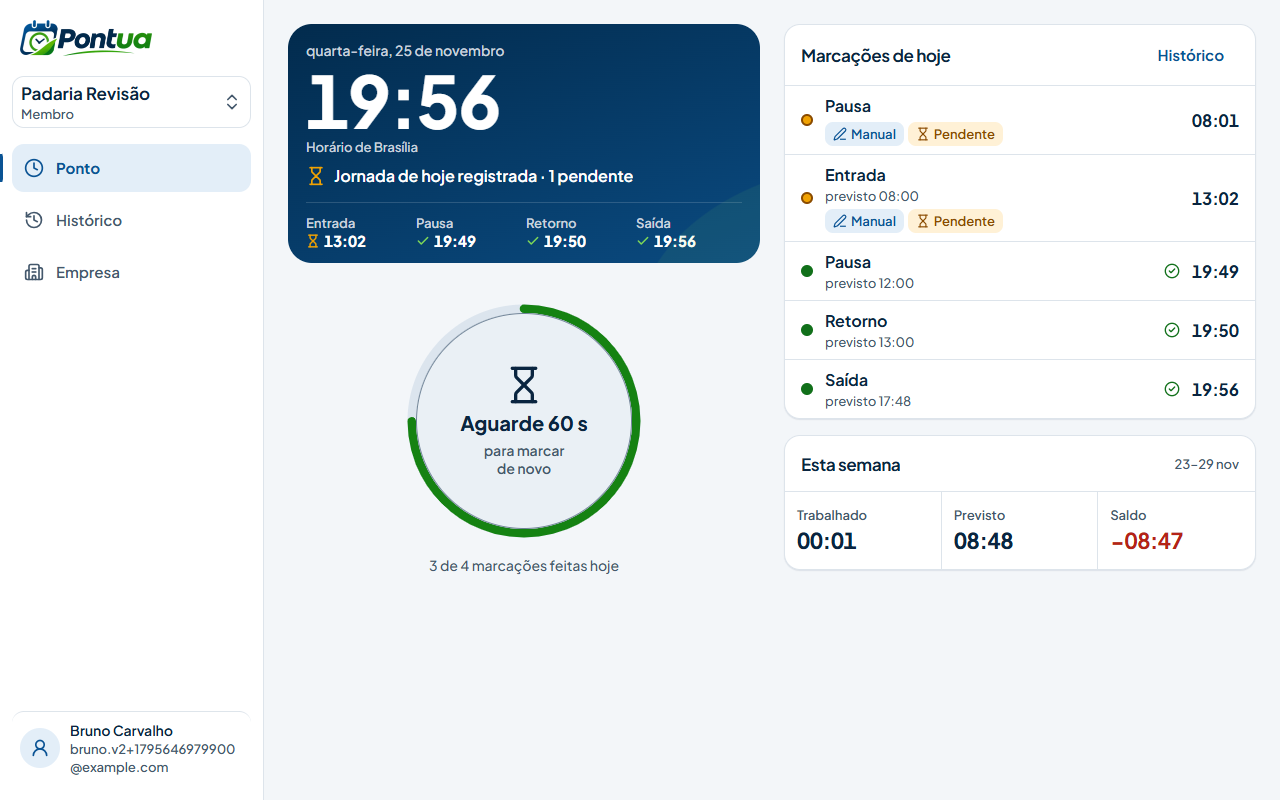 Pontua
Padaria Revisão
Membro
Ponto
Histórico
Empresa
Bruno Carvalho
bruno.v2+1795646979900
@example.com
quarta-feira, 25 de novembro
19:56
Horário de Brasília
Jornada de hoje registrada · 1 pendente
Entrada Pausa Retorno Saída
13:02 19:49 19:50 19:56
Aguarde 60 s
para marcar
de novo
3 de 4 marcações feitas hoje
Marcações de hoje Histórico
Pausa
Manual Pendente
08:01
Entrada
previsto 08:00
Manual Pendente
13:02
Pausa
previsto 12:00
19:49
Retorno
previsto 13:00
19:50
Saída
previsto 17:48
19:56
Esta semana 23–29 nov
Trabalhado Previsto Saldo
00:01 08:48 −08:47